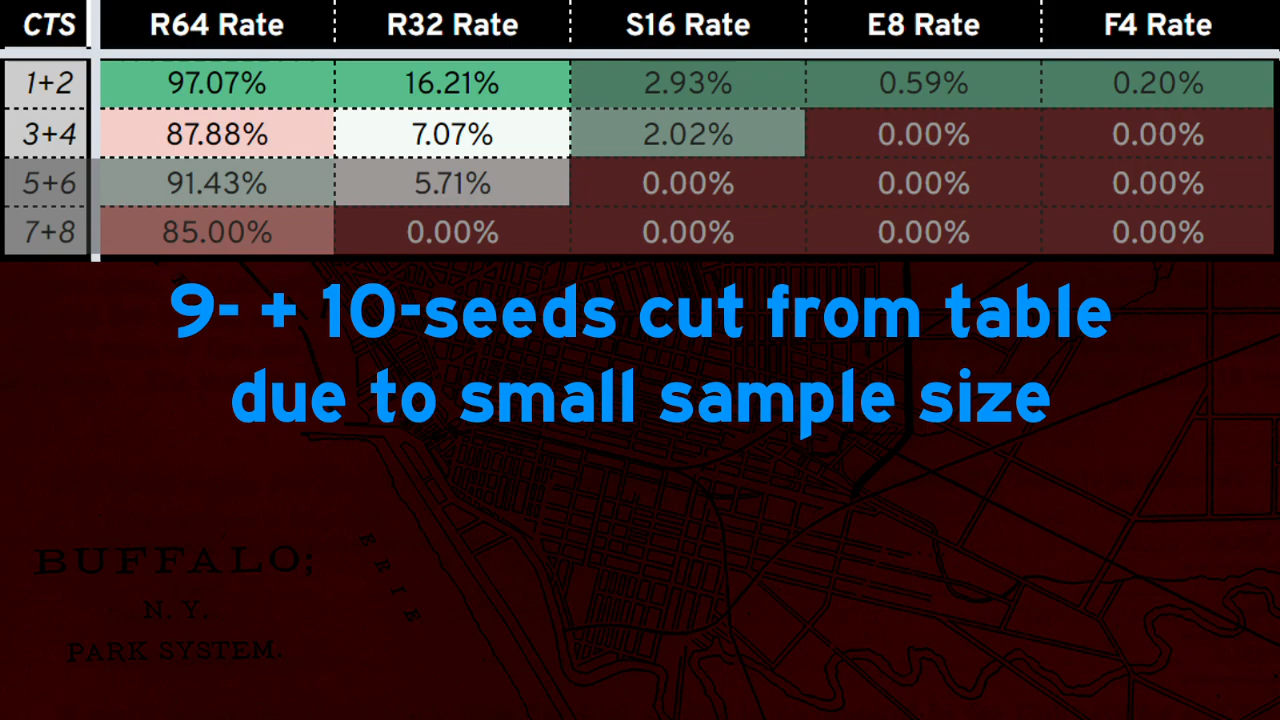 CTS R64 Rate R32 Rate S16 Rate E8 Rate F4 Rate
1+2 97.07% 16.21% 2.93% 0.59% 0.20%
3+4 87.88% 7.07% 2.02% 0.00% 0.00%
5+6 91.43% 5.71% 0.00% 0.00% 0.00%
7+8 85.00% 0.00% 0.00% 0.00% 0.00%
9- + 10-seeds cut from table
due to small sample size
ERIE
BUFFALO;
N. Y.
PARK SYSTEM.